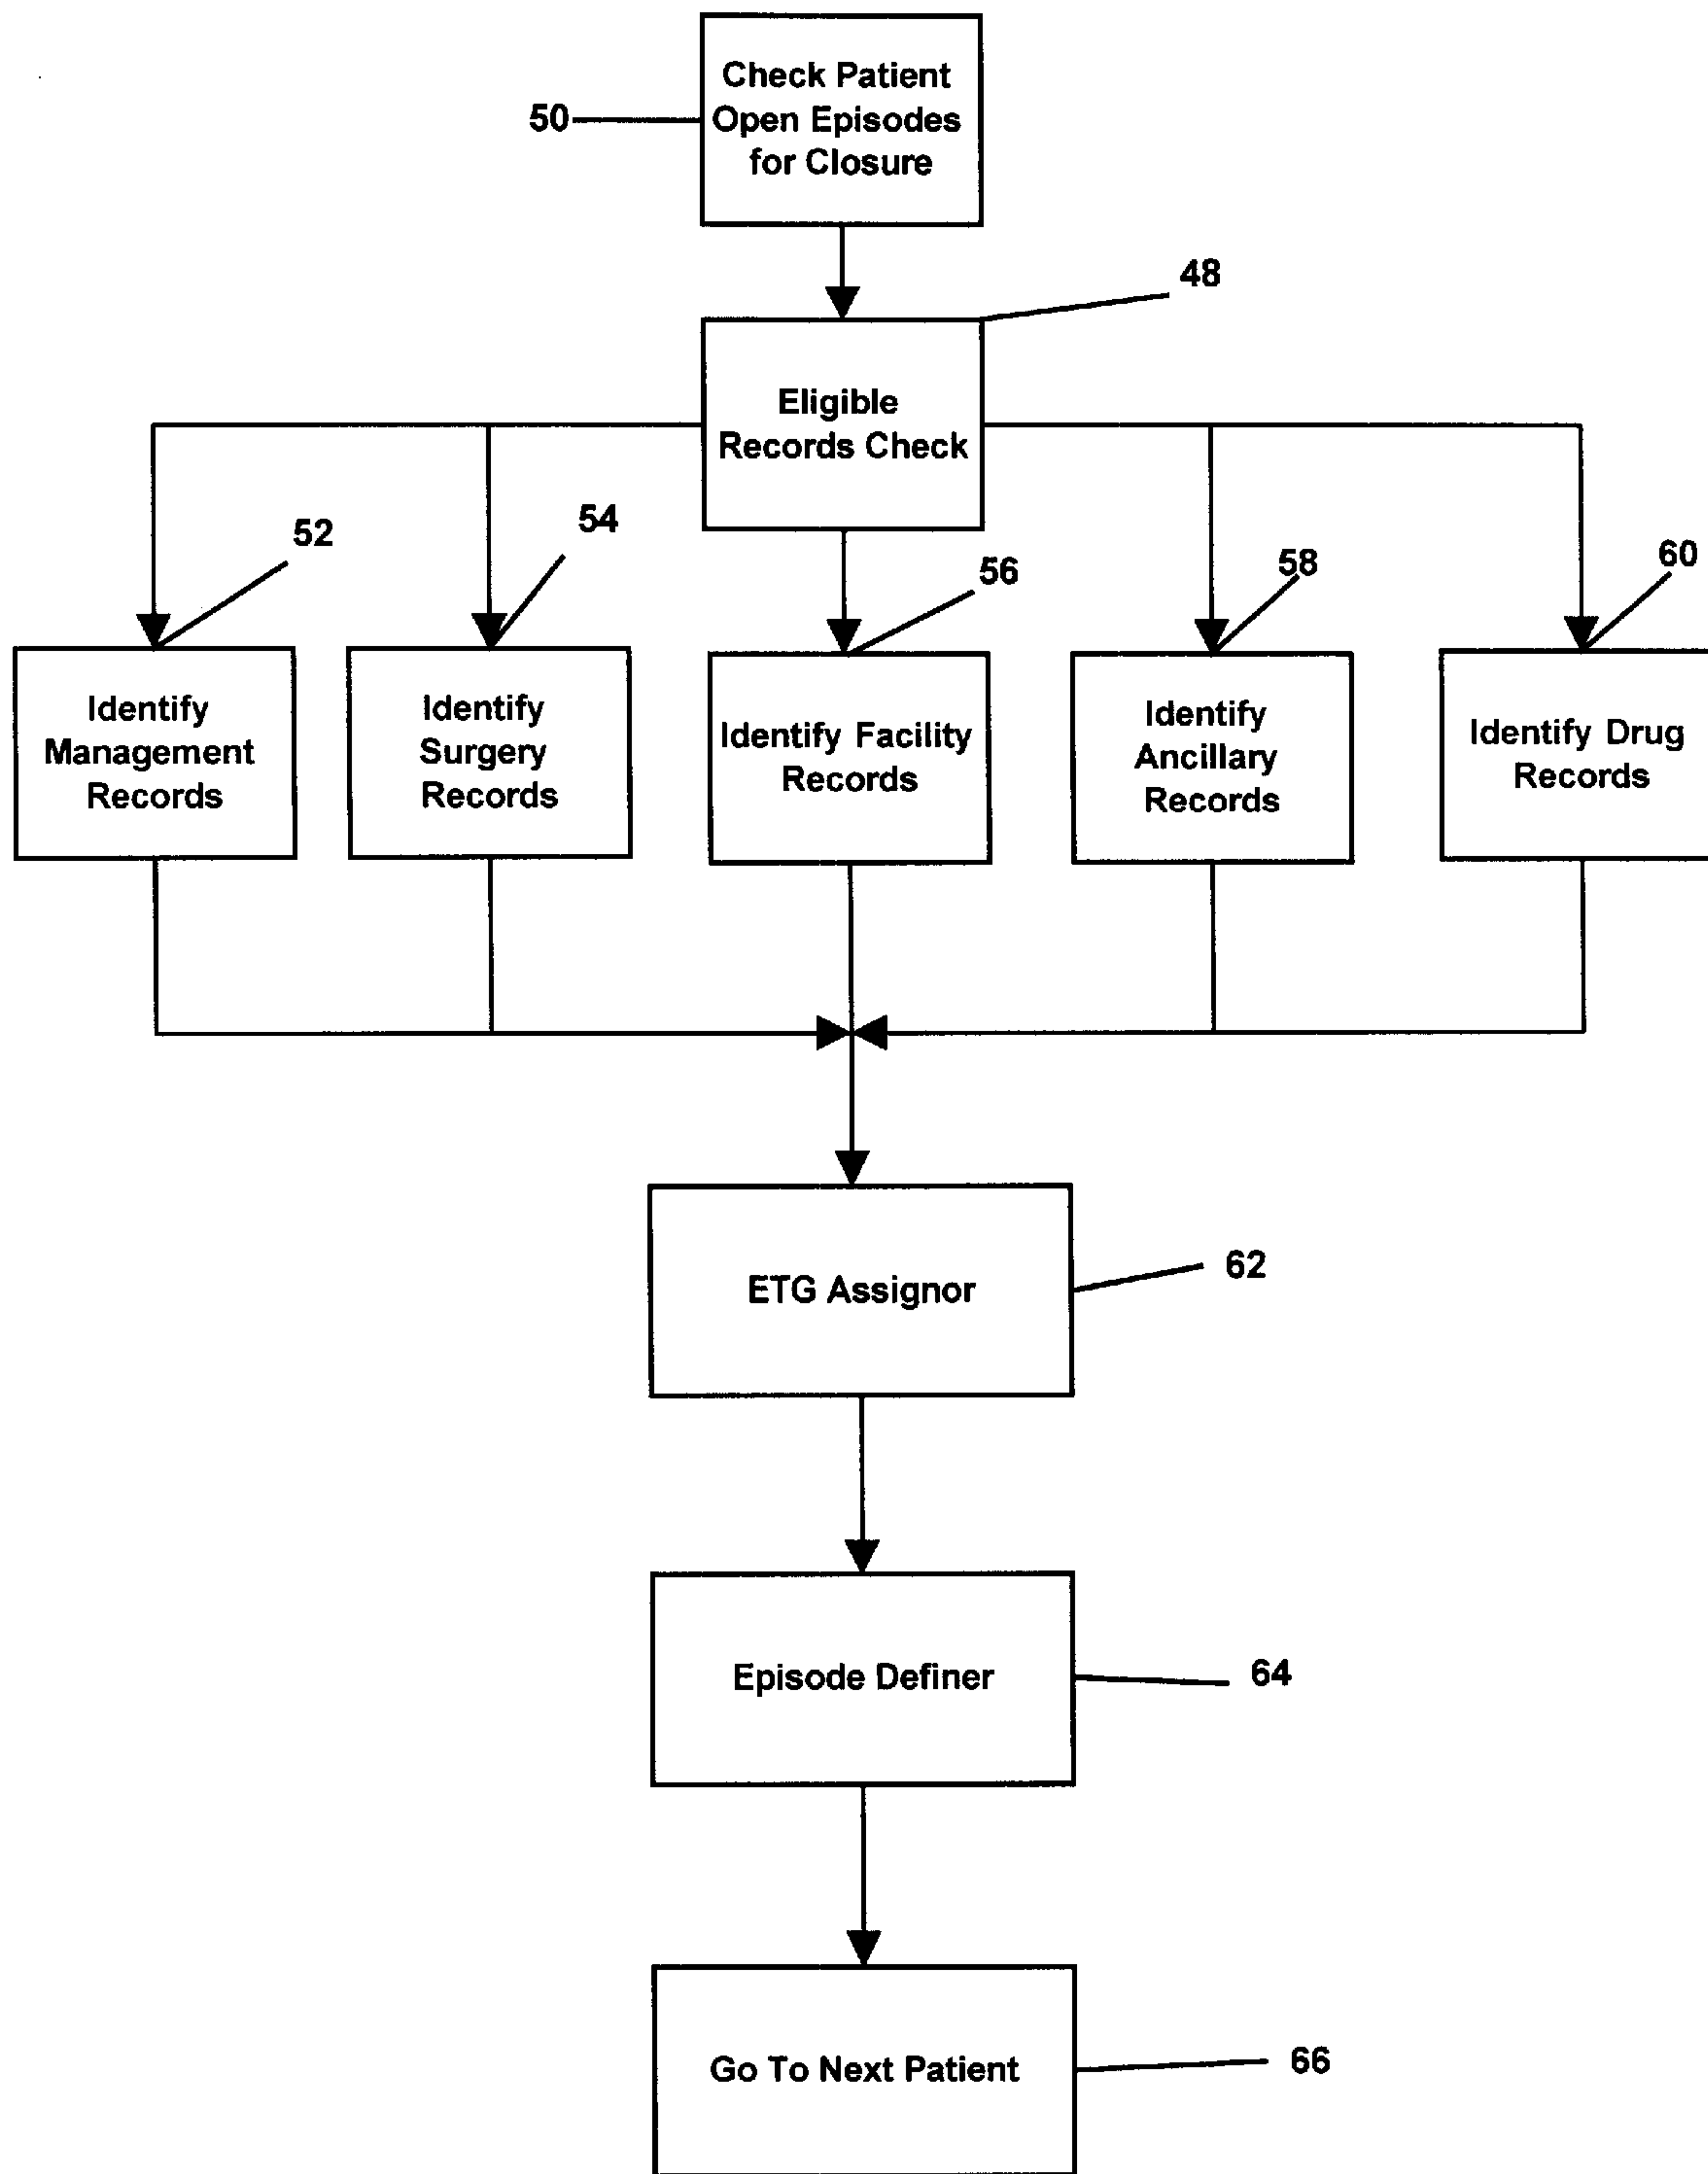 Check Patient
50
Open Episodes
for Closure
48
Eligible
Records Check
52
54
56
58
60
Identify
Management
Records
Identify
Surgery
Records
Identify Facility
Records
Identify
Ancillary
Records
Identify Drug
Records
ETG Assignor
62
Episode Definer
64
Go To Next Patient
66